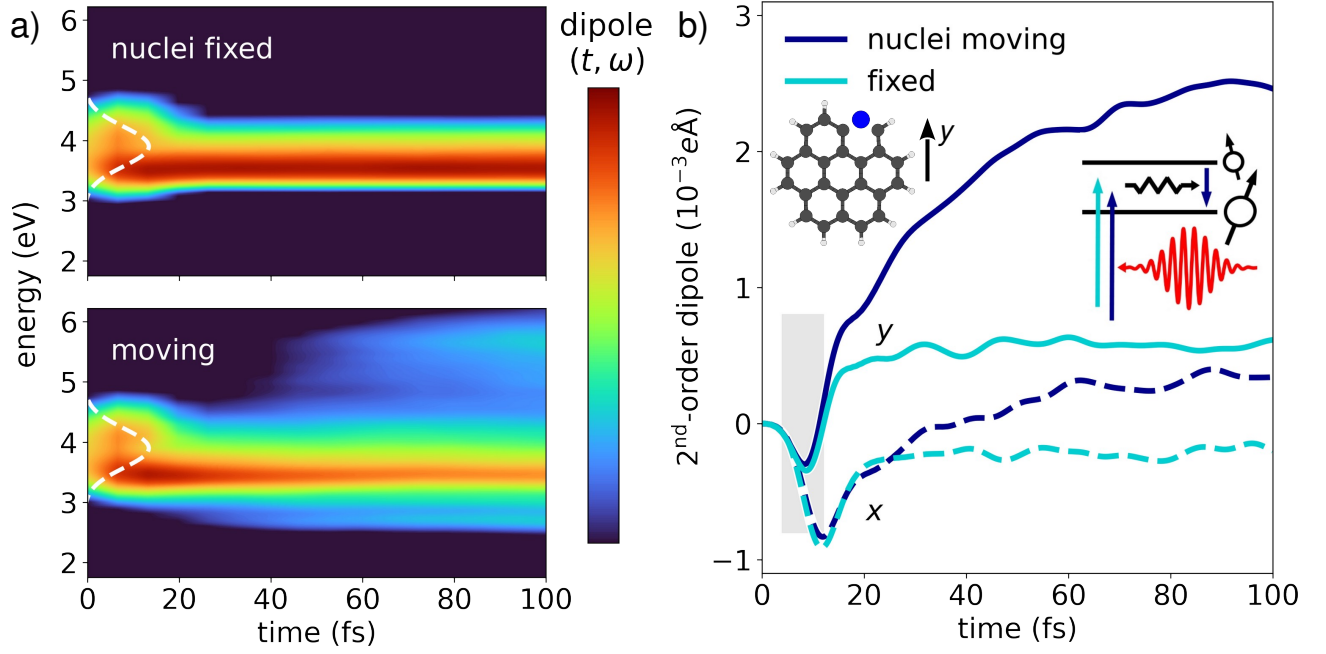 a)
nuclei fixed
6
5
4
3
2
moving
6
5
4
3
2
energy (eV)
0 20 40 60 80 100
time (fs)
dipole
(t, ω)
b)
nuclei moving
fixed
y
y
x
3
2
1
0
−1
2nd-order dipole (10−3eÅ)
0 20 40 60 80 100
time (fs)